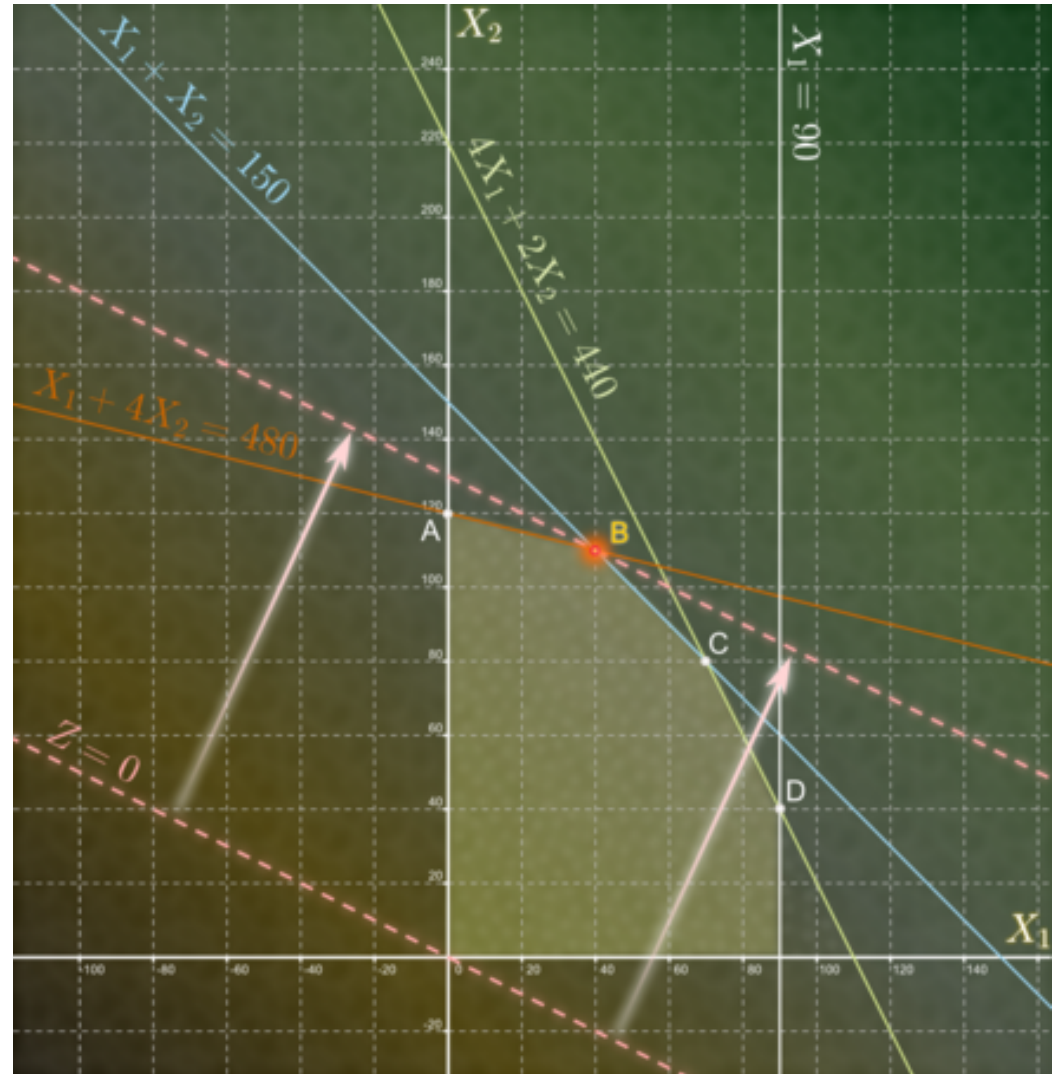 X₂
X₁ = 90
X₁ + X₂ = 150
4X₁ + 2X₂ = 440
240
220
200
180
160
X₁ + 4X₂ = 480
140
120
A
B
100
C
80
60
Z = 0
D
40
20
X₁
-100 -80 -60 -40 -20 0 20 40 60 80 100 120 140 160
-20